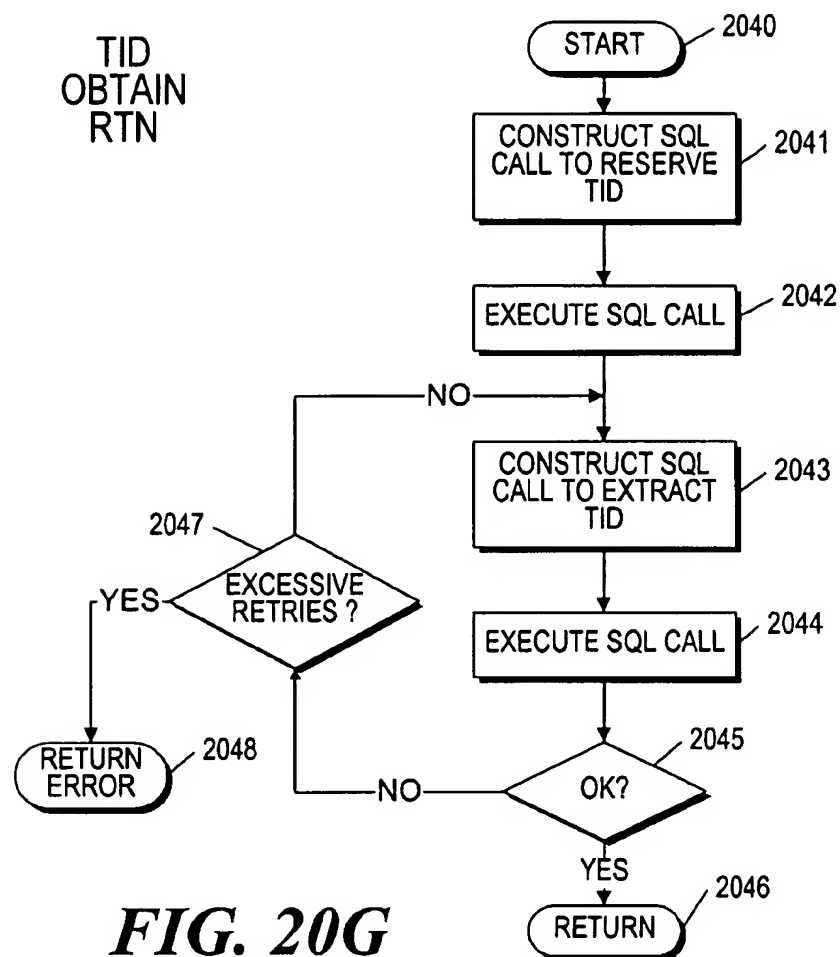 TID
OBTAIN
RTN
START
2040
CONSTRUCT SQL
CALL TO RESERVE
TID
2041
EXECUTE SQL CALL
2042
NO
CONSTRUCT SQL
CALL TO EXTRACT
TID
2043
2047
EXCESSIVE
RETRIES ?
YES
EXECUTE SQL CALL
2044
RETURN
ERROR
2048
OK?
2045
NO
YES
RETURN
2046
FIG. 20G